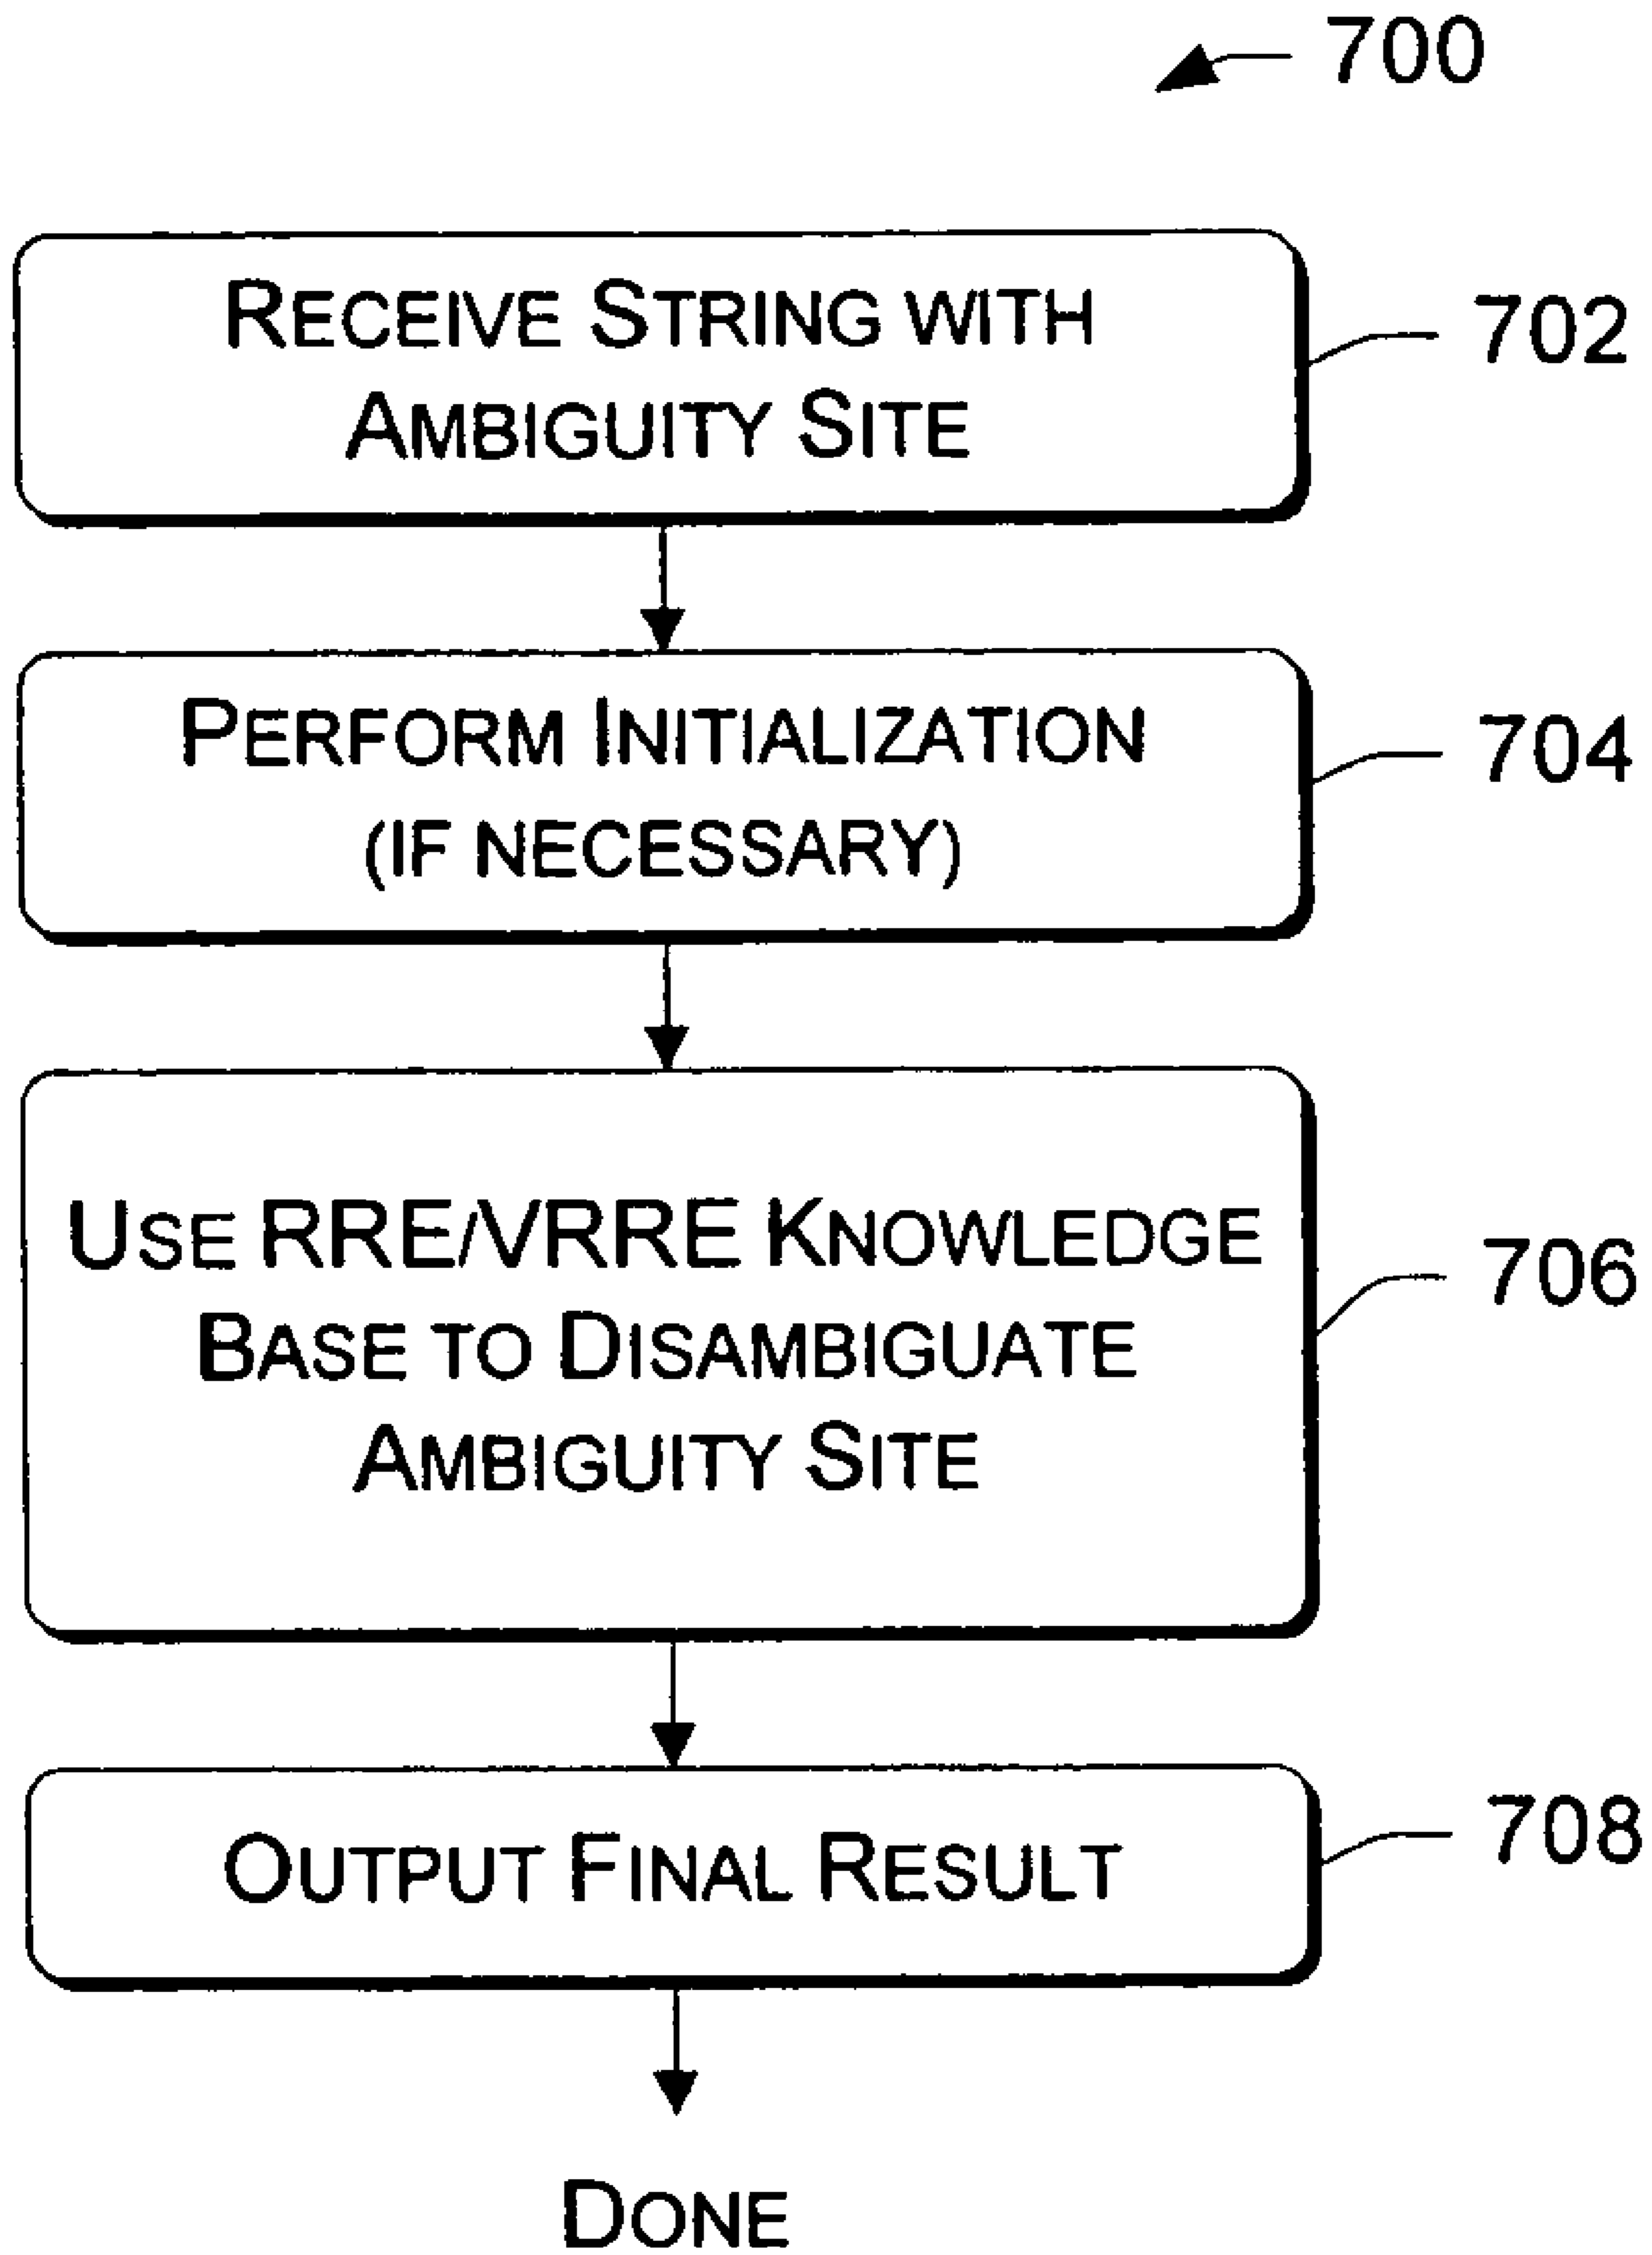 700
RECEIVE STRING WITH
AMBIGUITY SITE
702
PERFORM INITIALIZATION
(IF NECESSARY)
704
USE RRE/VRRE KNOWLEDGE
BASE TO DISAMBIGUATE
AMBIGUITY SITE
706
OUTPUT FINAL RESULT
708
DONE